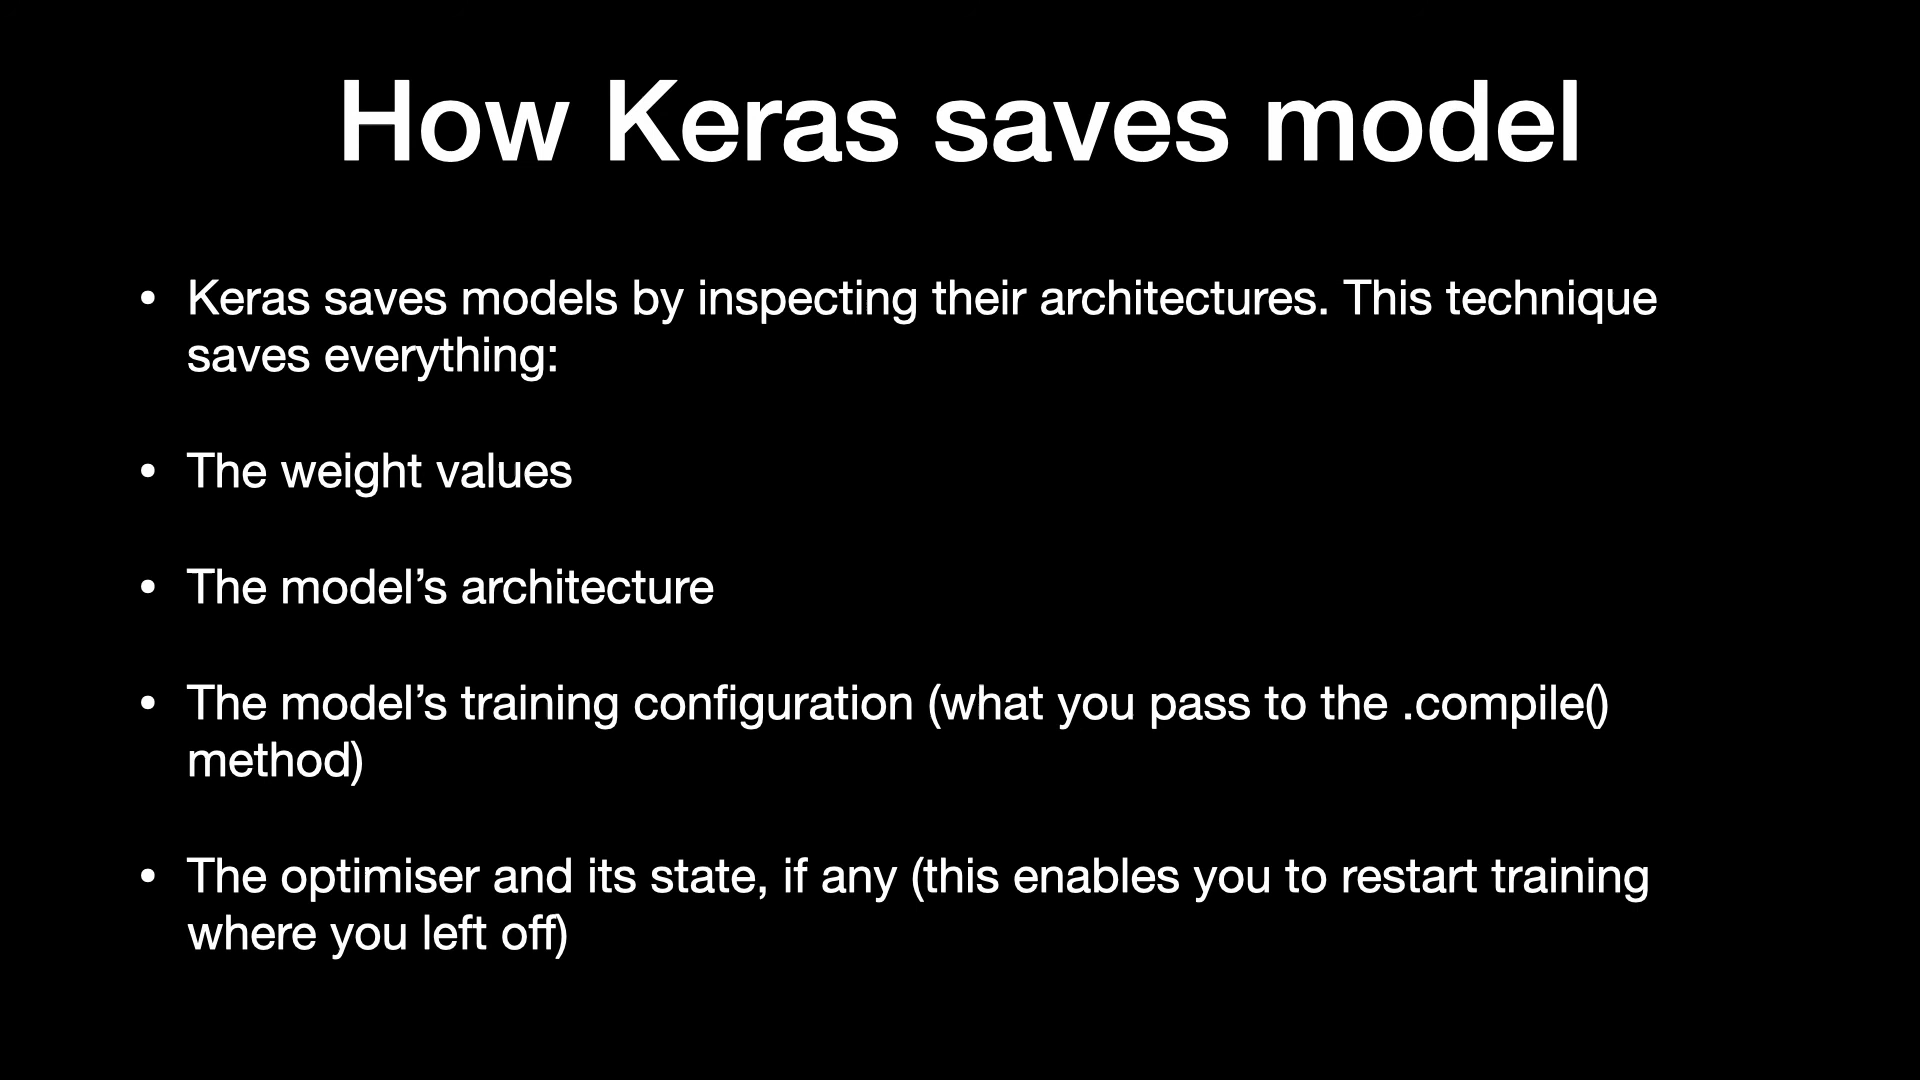 How Keras saves model
• Keras saves models by inspecting their architectures. This technique
saves everything:
• The weight values
• The model’s architecture
• The model’s training configuration (what you pass to the .compile()
method)
• The optimiser and its state, if any (this enables you to restart training
where you left off)